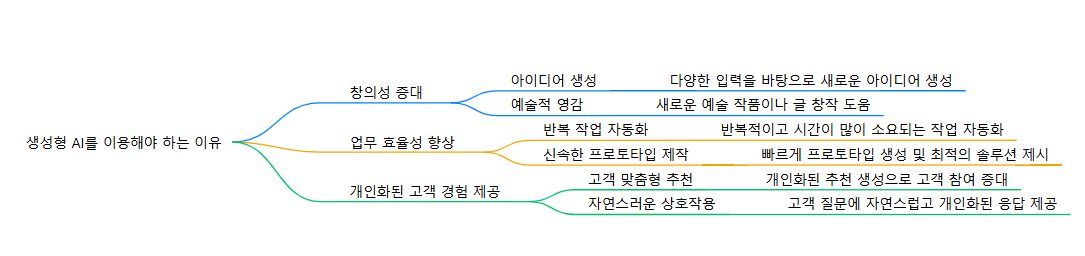 생성형 AI를 이용해야 하는 이유
창의성 증대
아이디어 생성
다양한 입력을 바탕으로 새로운 아이디어 생성
예술적 영감
새로운 예술 작품이나 글 창작 도움
업무 효율성 향상
반복 작업 자동화
반복적이고 시간이 많이 소요되는 작업 자동화
신속한 프로토타입 제작
빠르게 프로토타입 생성 및 최적의 솔루션 제시
개인화된 고객 경험 제공
고객 맞춤형 추천
개인화된 추천 생성으로 고객 참여 증대
자연스러운 상호작용
고객 질문에 자연스럽고 개인화된 응답 제공